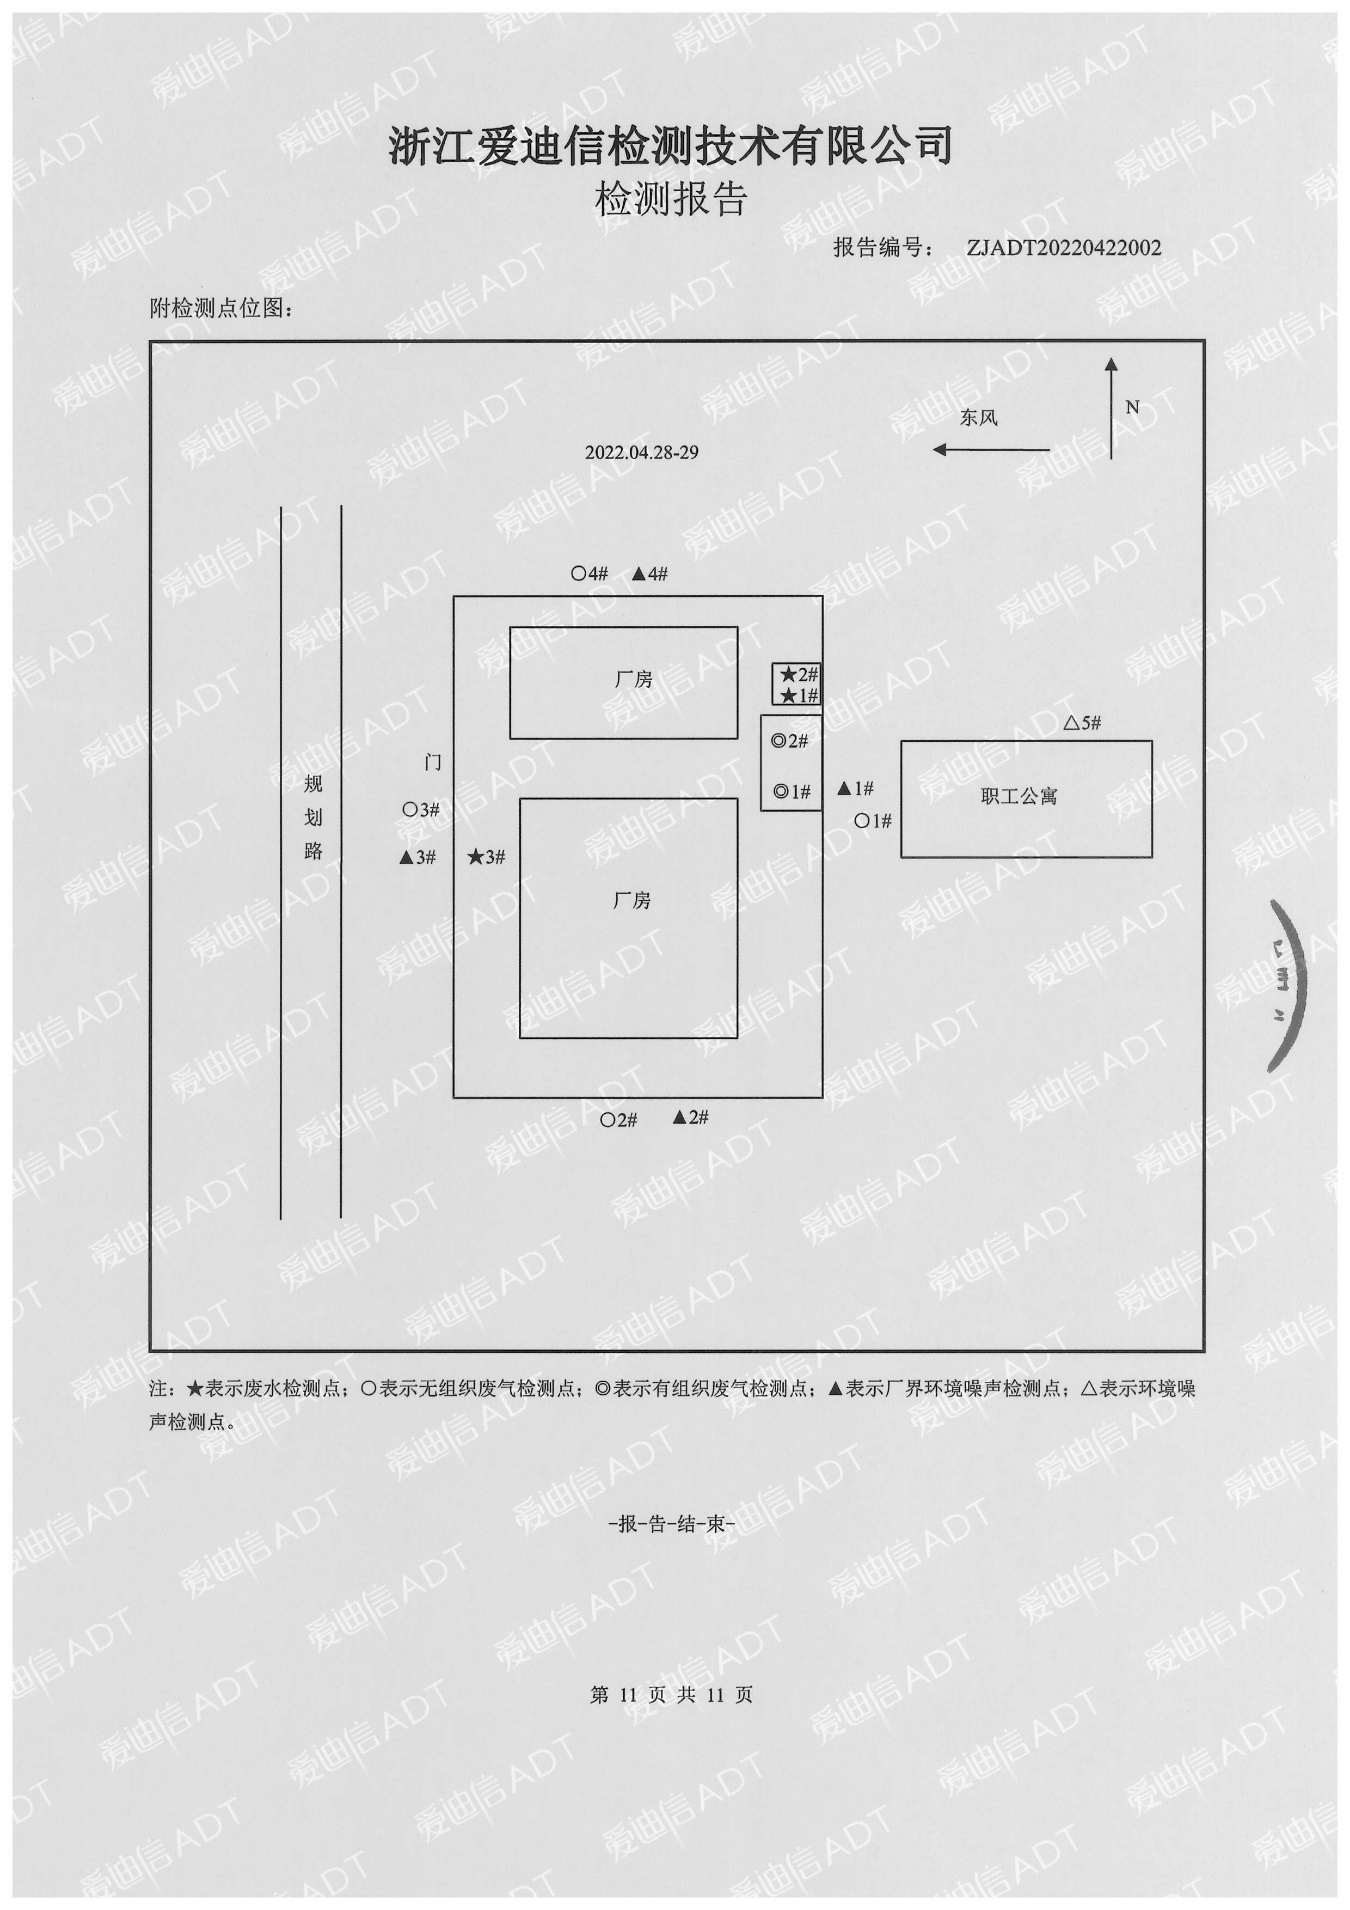 浙江爱迪信检测技术有限公司
检测报告
报告编号： ZJADT20220422002
附检测点位图：
N
东风
2022.04.28-29
○4# ▲4#
厂房
★2#
★1#
△5#
◎2#
门
规划路
◎1#
▲1#
职工公寓
○3#
○1#
▲3# ★3#
厂房
○2# ▲2#
注：★表示废水检测点；○表示无组织废气检测点；◎表示有组织废气检测点；▲表示厂界环境噪声检测点；△表示环境噪
声检测点。
-报-告-结-束-
第 11 页 共 11 页
爱迪信ADT